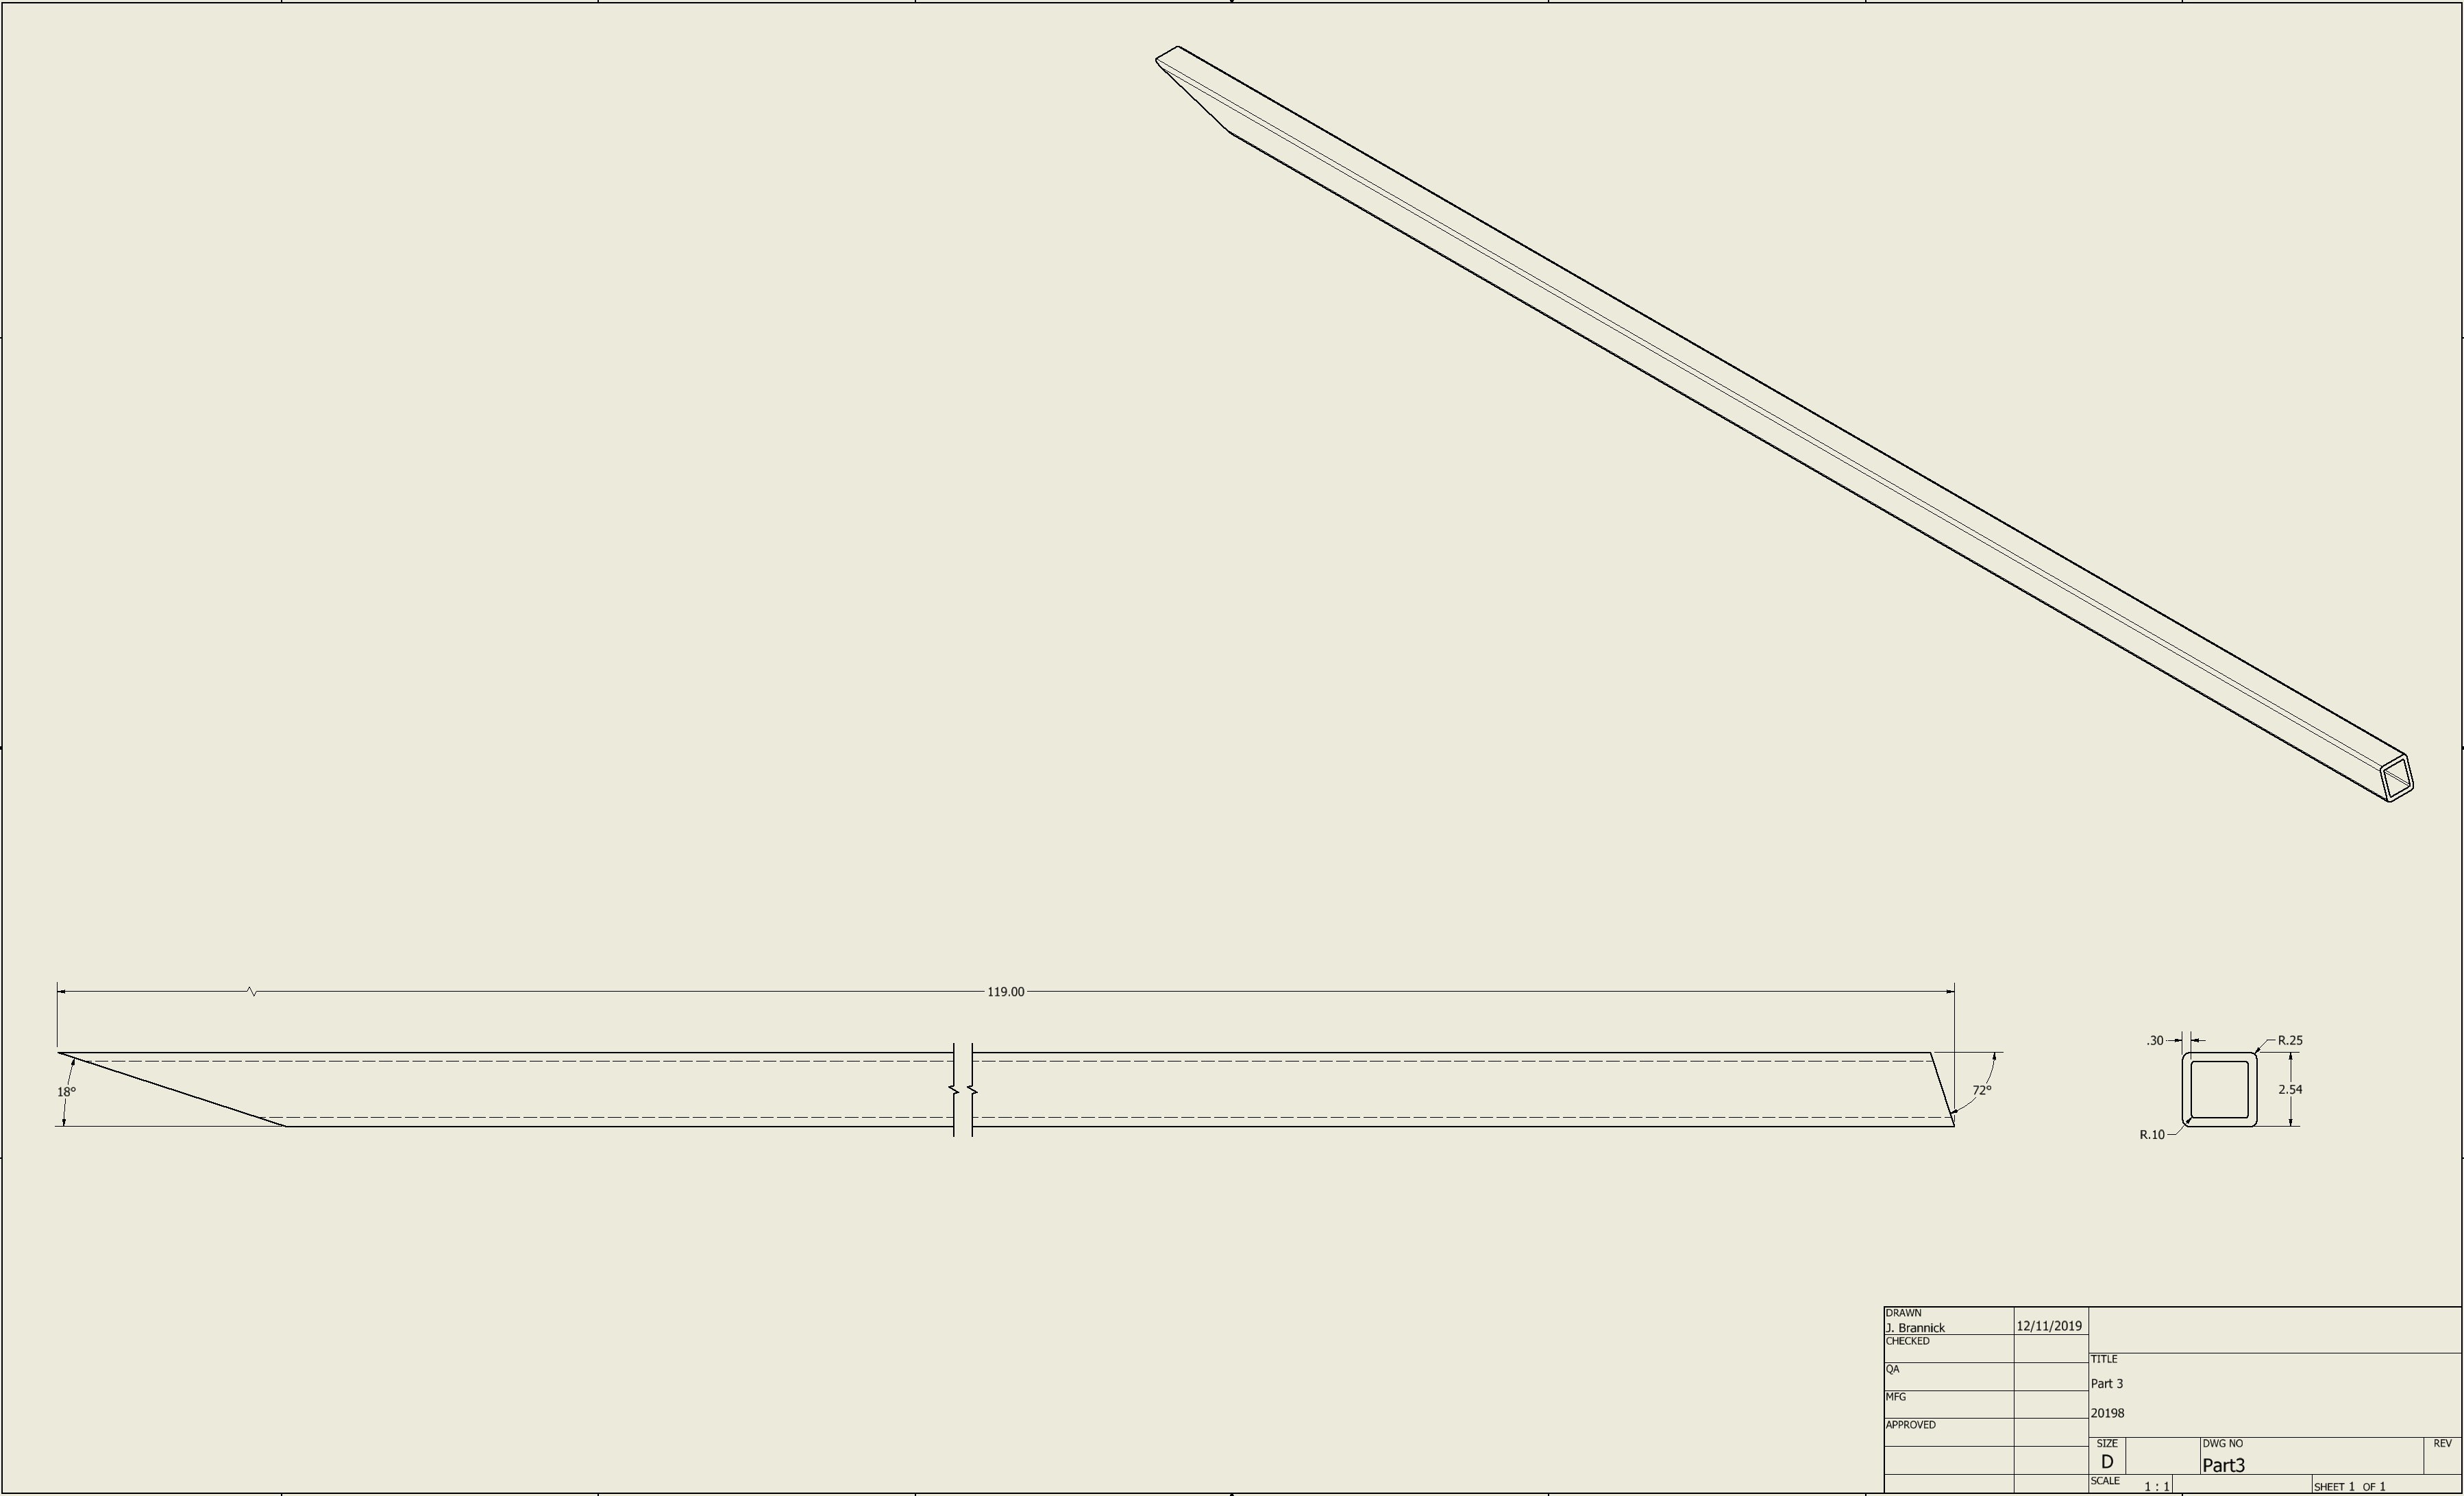 119.00
18°
72°
.30
R.25
2.54
R.10
DRAWN
J. Brannick
12/11/2019
CHECKED
QA
MFG
APPROVED
TITLE
Part 3
20198
SIZE
D
DWG NO
Part3
REV
SCALE
1 : 1
SHEET 1 OF 1